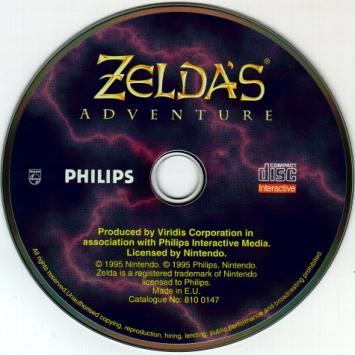 ZELDA'S®
ADVENTURE
PHILIPS
COMPACT
disc
Interactive
PHILIPS
Produced by Viridis Corporation in
association with Philips Interactive Media.
Licensed by Nintendo.
© 1995 Nintendo. © 1995 Philips, Nintendo.
Zelda is a registered trademark of Nintendo
licensed to Philips.
Made in E.U.
Catalogue No: 810 0147
All rights reserved. Unauthorised copying, reproduction, hiring, lending, public performance and broadcasting prohibited.